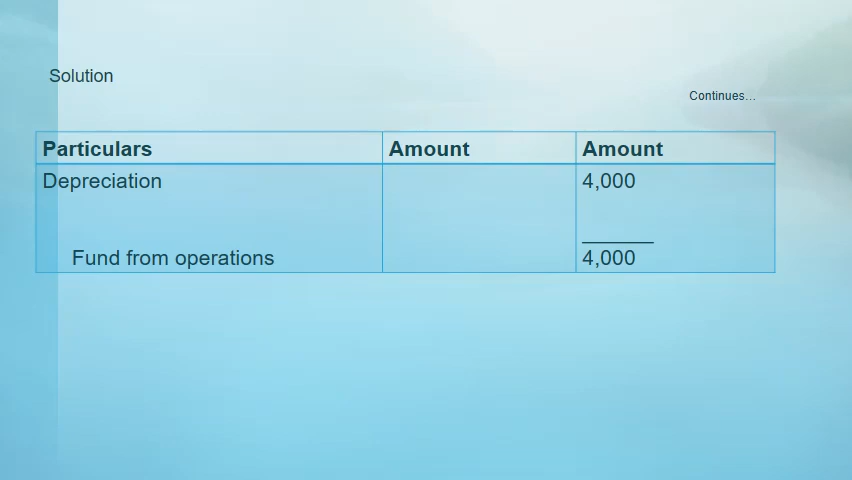 Solution
Continues...
Particulars Amount Amount
Depreciation 4,000
Fund from operations 4,000